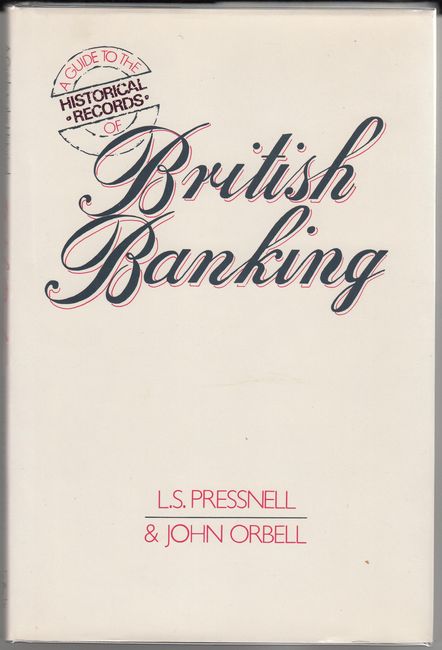 A GUIDE TO THE
HISTORICAL
• RECORDS •
OF
British
Banking
L.S. PRESSNELL
& JOHN ORBELL